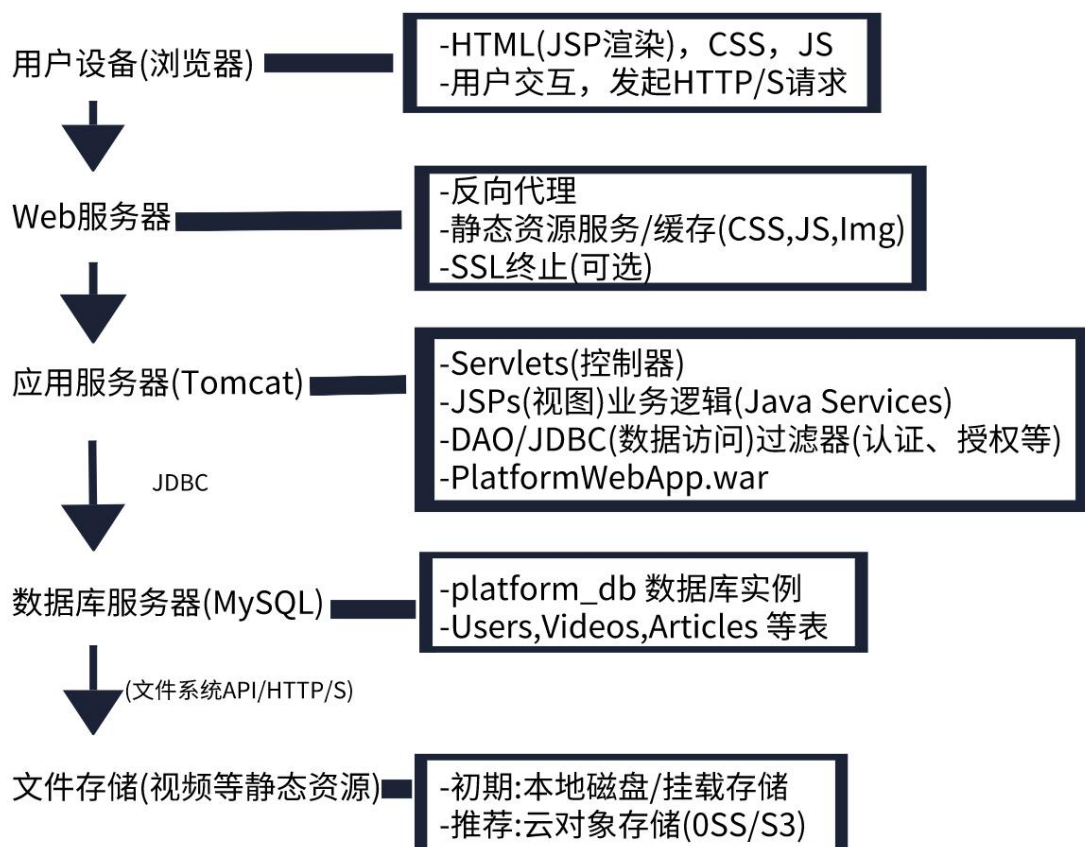 用户设备(浏览器)
-HTML(JSP渲染)，CSS，JS
-用户交互，发起HTTP/S请求
Web服务器
-反向代理
-静态资源服务/缓存(CSS,JS,Img)
-SSL终止(可选)
应用服务器(Tomcat)
-Servlets(控制器)
-JSPs(视图)业务逻辑(Java Services)
-DAO/JDBC(数据访问)过滤器(认证、授权等)
-PlatformWebApp.war
JDBC
数据库服务器(MySQL)
-platform_db 数据库实例
-Users,Videos,Articles 等表
(文件系统API/HTTP/S)
文件存储(视频等静态资源)
-初期:本地磁盘/挂载存储
-推荐:云对象存储(0SS/S3)